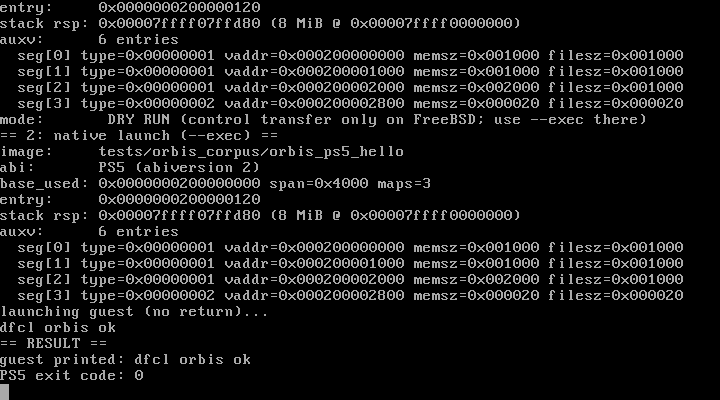 entry:    0x0000000200000120
stack rsp: 0x00007ffff07ffd80 (8 MiB @ 0x00007ffff0000000)
auxv:     6 entries
  seg[0] type=0x00000001 vaddr=0x000200000000 memsz=0x001000 filesz=0x001000
  seg[1] type=0x00000001 vaddr=0x000200001000 memsz=0x001000 filesz=0x001000
  seg[2] type=0x00000001 vaddr=0x000200002000 memsz=0x002000 filesz=0x001000
  seg[3] type=0x00000002 vaddr=0x000200002800 memsz=0x000020 filesz=0x000020
mode:      DRY RUN (control transfer only on FreeBSD; use --exec there)
== 2: native launch (--exec) ==
image:    tests/orbis_corpus/orbis_ps5_hello
abi:      PS5 (abiversion 2)
base_used: 0x0000000200000000 span=0x4000 maps=3
entry:    0x0000000200000120
stack rsp: 0x00007ffff07ffd80 (8 MiB @ 0x00007ffff0000000)
auxv:     6 entries
  seg[0] type=0x00000001 vaddr=0x000200000000 memsz=0x001000 filesz=0x001000
  seg[1] type=0x00000001 vaddr=0x000200001000 memsz=0x001000 filesz=0x001000
  seg[2] type=0x00000001 vaddr=0x000200002000 memsz=0x002000 filesz=0x001000
  seg[3] type=0x00000002 vaddr=0x000200002800 memsz=0x000020 filesz=0x000020
launching guest (no return)...
dfcl orbis ok
== RESULT ==
guest printed: dfcl orbis ok
PS5 exit code: 0